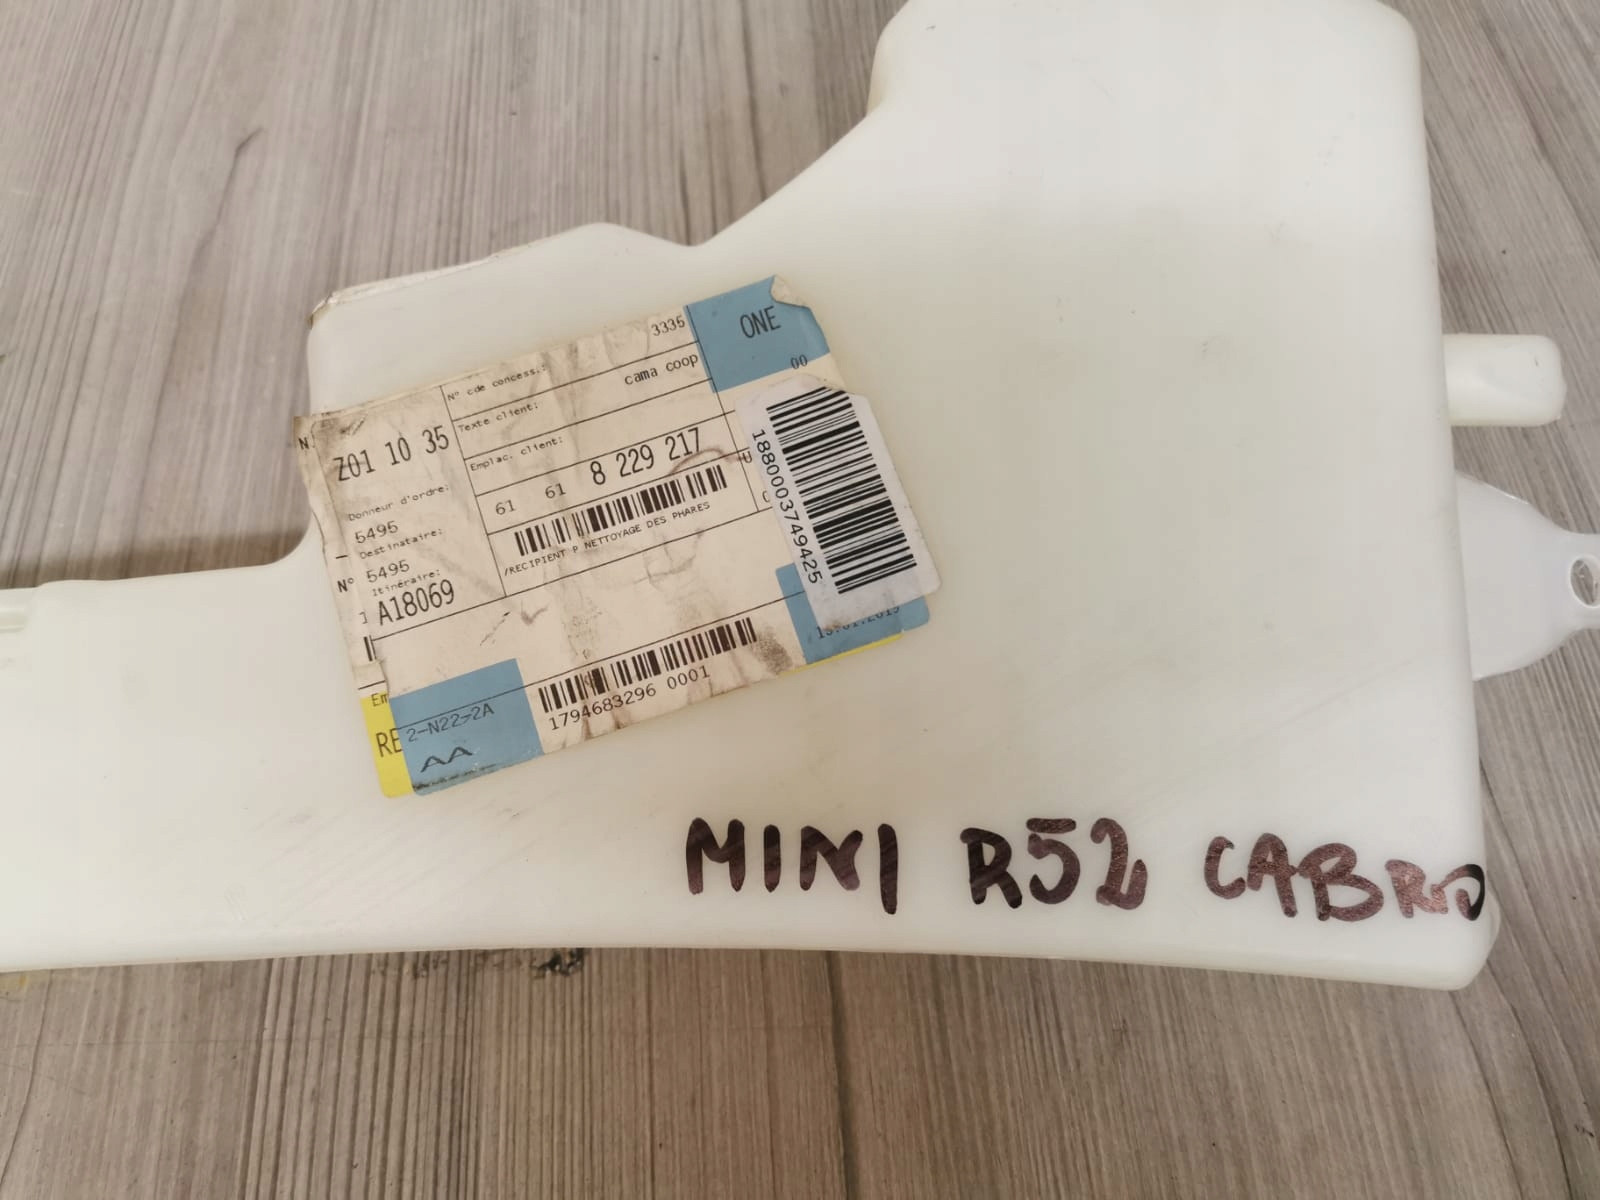 3335
ONE
N° cde concess.:
cama coop
00
Texte client:
N
Z01 10 35
Emplac. client:
Donneur d'ordre:
5495
61 61 8 229 217
U
Destinataire:
/RECIPIENT P NETTOYAGE DES PHARES
N° 5495
Itinéraire:
A18069
1880003749425
Em
RE
2-N22-2A
AA
1794683296 0001
MINI R52 CABRIO